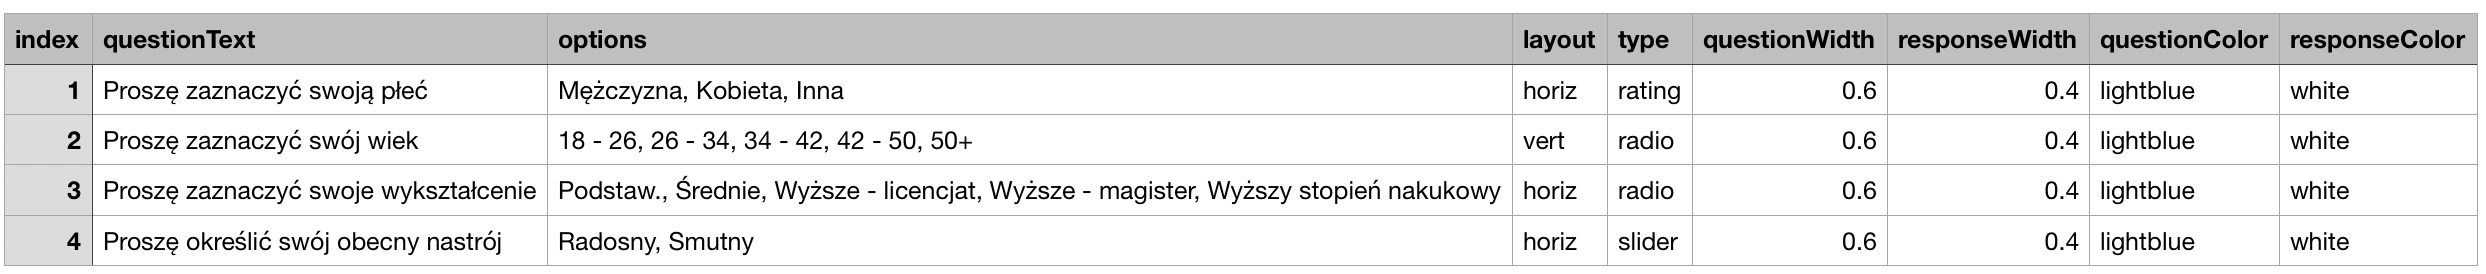 index questionText options layout type questionWidth responseWidth questionColor responseColor
1 Proszę zaznaczyć swoją płeć Mężczyzna, Kobieta, Inna horiz rating 0.6 0.4 lightblue white
2 Proszę zaznaczyć swój wiek 18 - 26, 26 - 34, 34 - 42, 42 - 50, 50+ vert radio 0.6 0.4 lightblue white
3 Proszę zaznaczyć swoje wykształcenie Podstaw., Średnie, Wyższe - licencjat, Wyższe - magister, Wyższy stopień nakukowy horiz radio 0.6 0.4 lightblue white
4 Proszę określić swój obecny nastrój Radosny, Smutny horiz slider 0.6 0.4 lightblue white